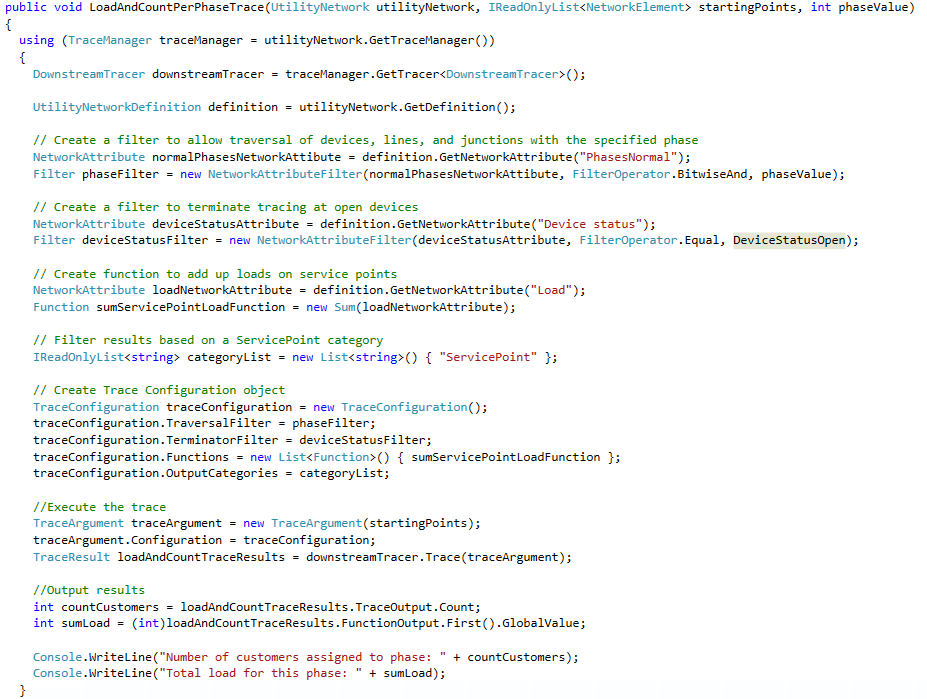 public void LoadAndCountPerPhaseTrace(UtilityNetwork utilityNetwork, IReadOnlyList<NetworkElement> startingPoints, int phaseValue)
{
using (TraceManager traceManager = utilityNetwork.GetTraceManager())
{
DownstreamTracer downstreamTracer = traceManager.GetTracer<DownstreamTracer>();
UtilityNetworkDefinition definition = utilityNetwork.GetDefinition();
// Create a filter to allow traversal of devices, lines, and junctions with the specified phase
NetworkAttribute normalPhasesNetworkAttibute = definition.GetNetworkAttribute("PhasesNormal");
Filter phaseFilter = new NetworkAttributeFilter(normalPhasesNetworkAttibute, FilterOperator.BitwiseAnd, phaseValue);
// Create a filter to terminate tracing at open devices
NetworkAttribute deviceStatusAttribute = definition.GetNetworkAttribute("Device status");
Filter deviceStatusFilter = new NetworkAttributeFilter(deviceStatusAttribute, FilterOperator.Equal, DeviceStatusOpen);
// Create function to add up loads on service points
NetworkAttribute loadNetworkAttribute = definition.GetNetworkAttribute("Load");
Function sumServicePointLoadFunction = new Sum(loadNetworkAttribute);
// Filter results based on a ServicePoint category
IReadOnlyList<string> categoryList = new List<string>() { "ServicePoint" };
// Create Trace Configuration object
TraceConfiguration traceConfiguration = new TraceConfiguration();
traceConfiguration.TraversalFilter = phaseFilter;
traceConfiguration.TerminatorFilter = deviceStatusFilter;
traceConfiguration.Functions = new List<Function>() { sumServicePointLoadFunction };
traceConfiguration.OutputCategories = categoryList;
//Execute the trace
TraceArgument traceArgument = new TraceArgument(startingPoints);
traceArgument.Configuration = traceConfiguration;
TraceResult loadAndCountTraceResults = downstreamTracer.Trace(traceArgument);
//Output results
int countCustomers = loadAndCountTraceResults.TraceOutput.Count;
int sumLoad = (int)loadAndCountTraceResults.FunctionOutput.First().GlobalValue;
Console.WriteLine("Number of customers assigned to phase: " + countCustomers);
Console.WriteLine("Total load for this phase: " + sumLoad);
}